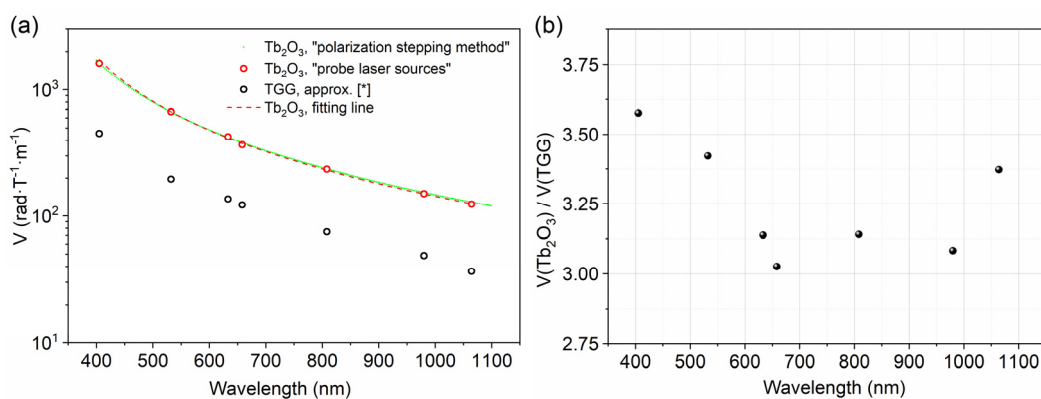 (a)
Tb₂O₃, "polarization stepping method"
Tb₂O₃, "probe laser sources"
TGG, approx. [*]
Tb₂O₃, fitting line
V (rad·T⁻¹·m⁻¹)
10³
10²
10¹
400 500 600 700 800 900 1000 1100
Wavelength (nm)
(b)
V(Tb₂O₃) / V(TGG)
3.75
3.50
3.25
3.00
2.75
400 500 600 700 800 900 1000 1100
Wavelength (nm)